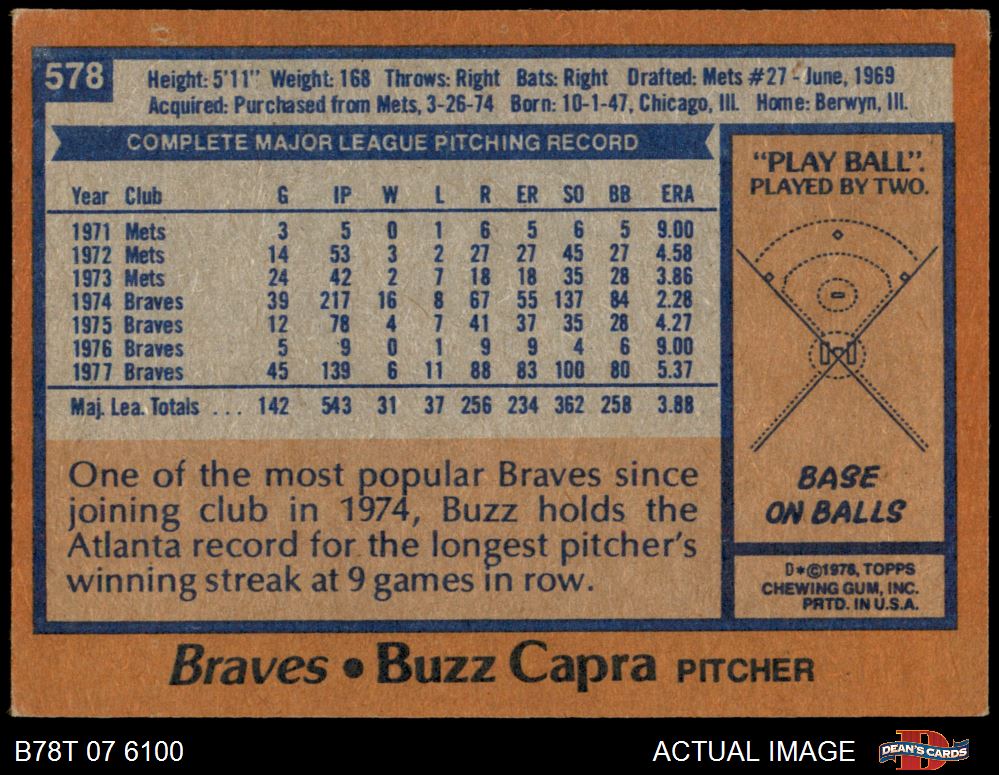 578
Height: 5'11" Weight: 168 Throws: Right Bats: Right Drafted: Mets #27 - June, 1969
Acquired: Purchased from Mets, 3-26-74 Born: 10-1-47, Chicago, Ill. Home: Berwyn, Ill.
COMPLETE MAJOR LEAGUE PITCHING RECORD
Year Club G IP W L R ER SO BB ERA
1971 Mets 3 5 0 1 6 5 6 5 9.00
1972 Mets 14 53 3 2 27 27 45 27 4.58
1973 Mets 24 42 2 7 18 18 35 28 3.86
1974 Braves 39 217 16 8 67 55 137 84 2.28
1975 Braves 12 78 4 7 41 37 35 28 4.27
1976 Braves 5 9 0 1 9 9 4 6 9.00
1977 Braves 45 139 6 11 88 83 100 80 5.37
Maj. Lea. Totals ... 142 543 31 37 256 234 362 258 3.88
One of the most popular Braves since
joining club in 1974, Buzz holds the
Atlanta record for the longest pitcher's
winning streak at 9 games in row.
"PLAY BALL".
PLAYED BY TWO.
BASE
ON BALLS
D*©1978, TOPPS
CHEWING GUM, INC.
PRTD. IN U.S.A.
Braves • Buzz Capra PITCHER
B78T 07 6100
ACTUAL IMAGE
DEAN'S CARDS